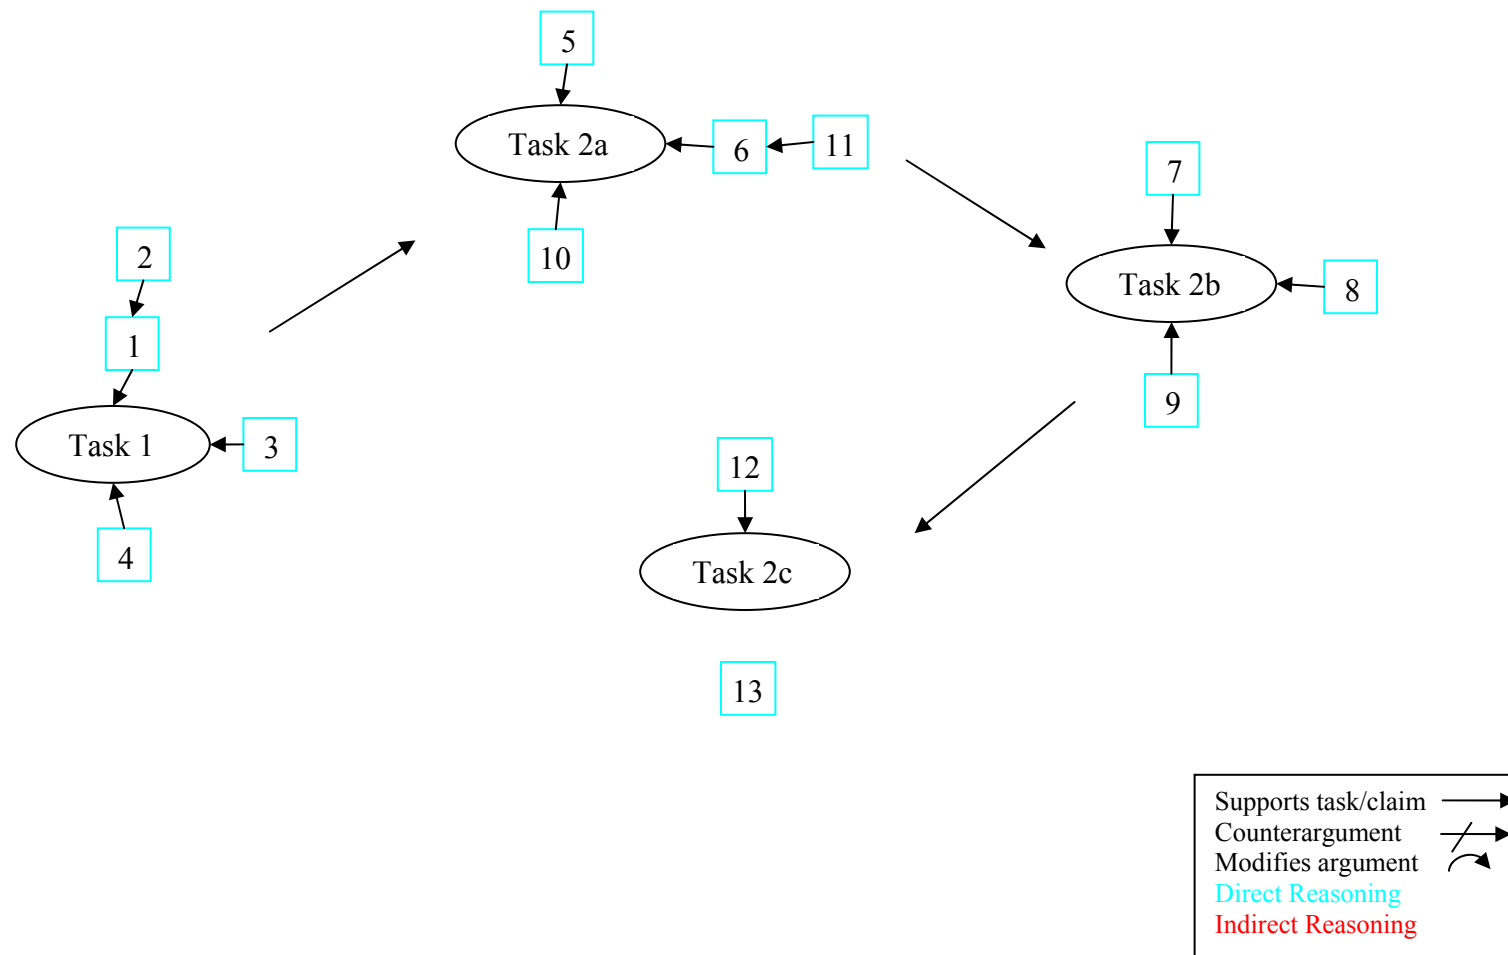 5
Task 2a
6
11
10
7
Task 2b
8
9
2
1
Task 1
3
4
12
Task 2c
13
Supports task/claim
Counterargument
Modifies argument
Direct Reasoning
Indirect Reasoning